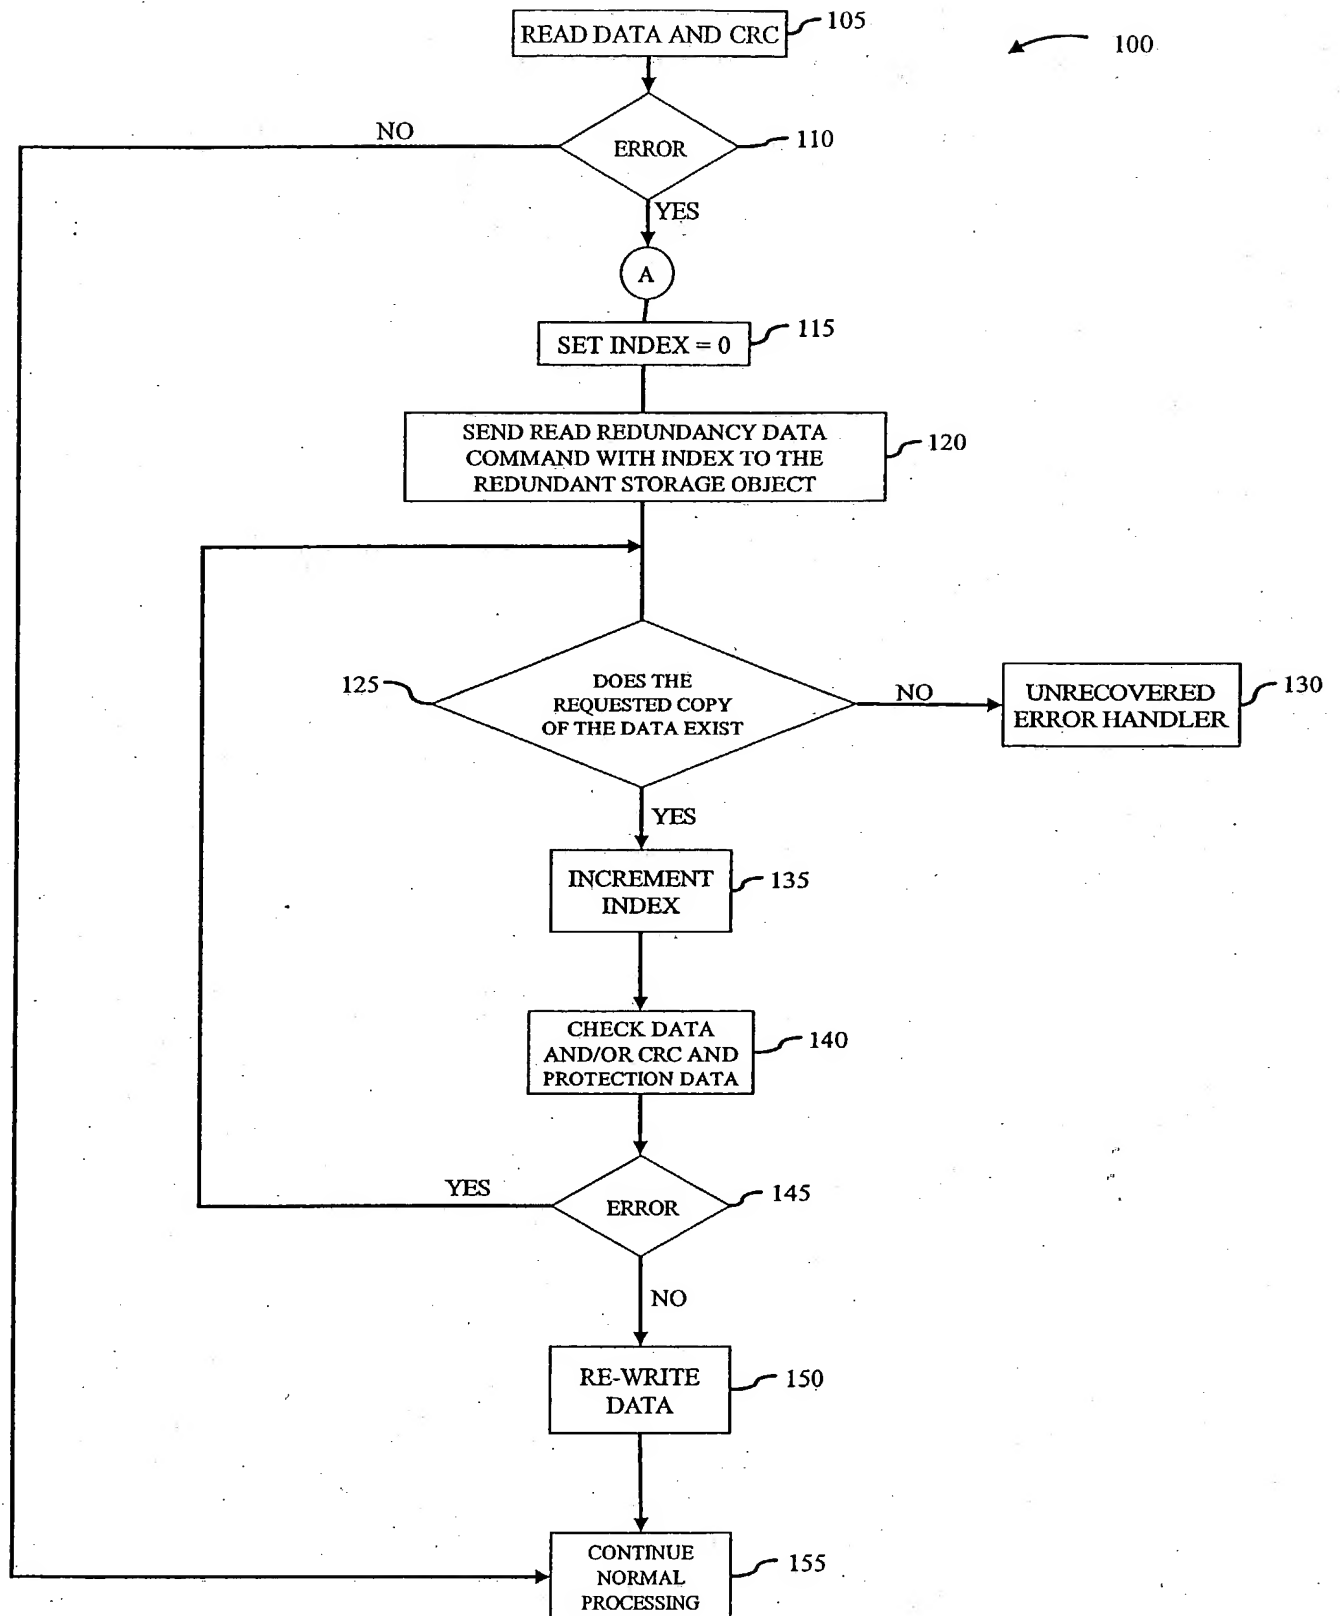 READ DATA AND CRC
105
100
NO
ERROR
110
YES
A
SET INDEX = 0
115
SEND READ REDUNDANCY DATA
COMMAND WITH INDEX TO THE
REDUNDANT STORAGE OBJECT
120
125
DOES THE
REQUESTED COPY
OF THE DATA EXIST
NO
UNRECOVERED
ERROR HANDLER
130
YES
INCREMENT
INDEX
135
CHECK DATA
AND/OR CRC AND
PROTECTION DATA
140
YES
ERROR
145
NO
RE-WRITE
DATA
150
CONTINUE
NORMAL
PROCESSING
155